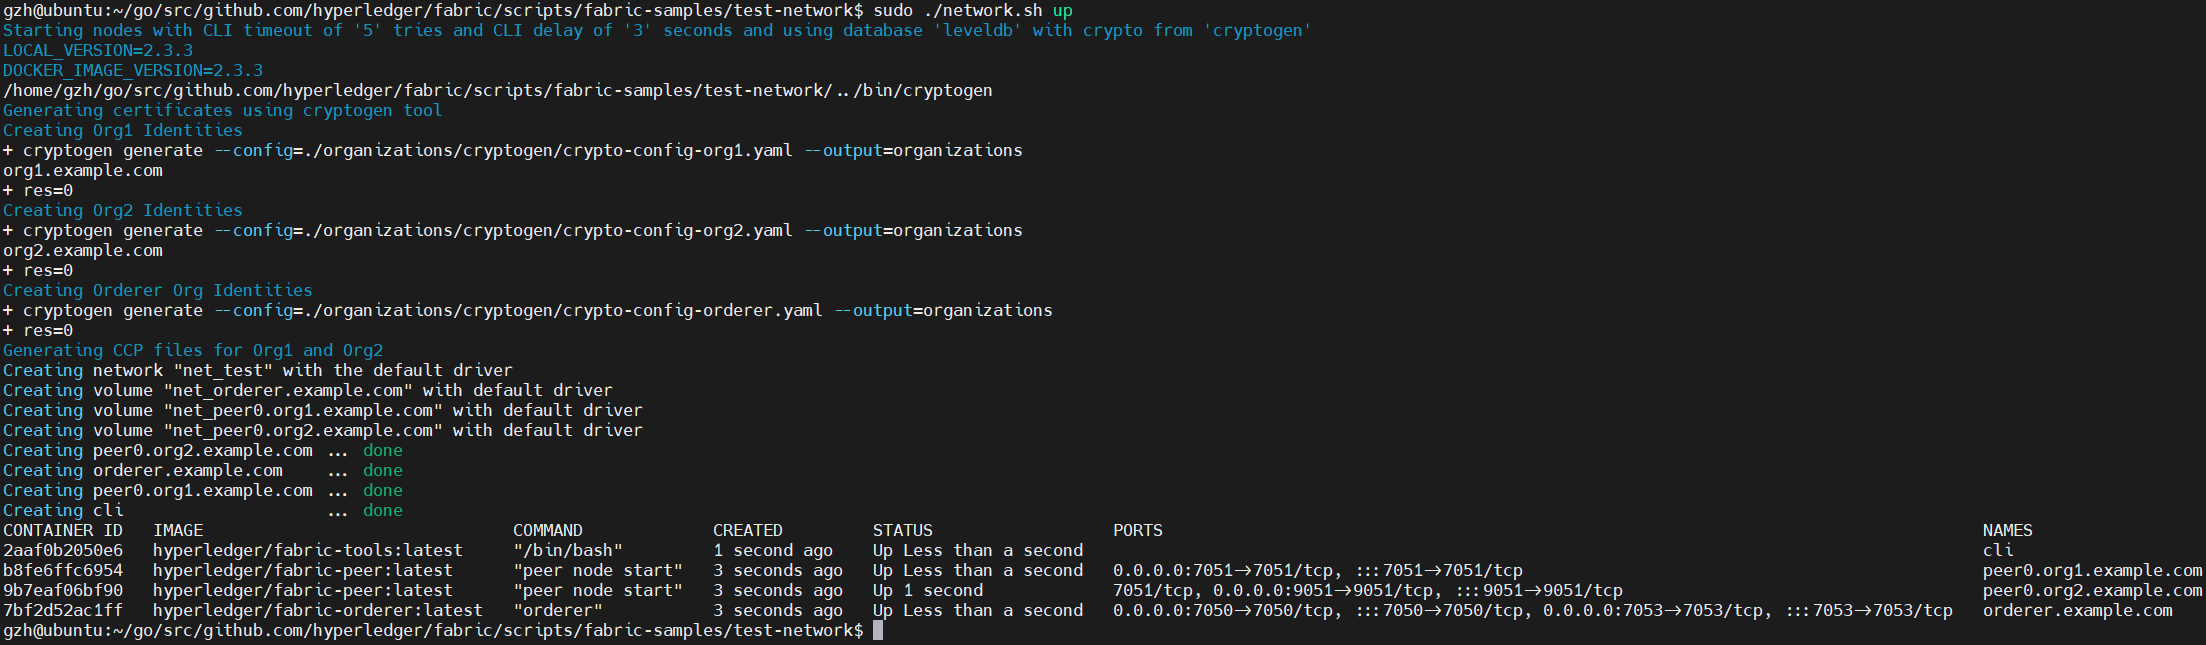 gzh@ubuntu:~/go/src/github.com/hyperledger/fabric/scripts/fabric-samples/test-network$ sudo ./network.sh up
Starting nodes with CLI timeout of '5' tries and CLI delay of '3' seconds and using database 'leveldb' with crypto from 'cryptogen'
LOCAL_VERSION=2.3.3
DOCKER_IMAGE_VERSION=2.3.3
/home/gzh/go/src/github.com/hyperledger/fabric/scripts/fabric-samples/test-network/../bin/cryptogen
Generating certificates using cryptogen tool
Creating Org1 Identities
+ cryptogen generate --config=./organizations/cryptogen/crypto-config-org1.yaml --output=organizations
org1.example.com
+ res=0
Creating Org2 Identities
+ cryptogen generate --config=./organizations/cryptogen/crypto-config-org2.yaml --output=organizations
org2.example.com
+ res=0
Creating Orderer Org Identities
+ cryptogen generate --config=./organizations/cryptogen/crypto-config-orderer.yaml --output=organizations
+ res=0
Generating CCP files for Org1 and Org2
Creating network "net_test" with the default driver
Creating volume "net_orderer.example.com" with default driver
Creating volume "net_peer0.org1.example.com" with default driver
Creating volume "net_peer0.org2.example.com" with default driver
Creating peer0.org2.example.com ... done
Creating orderer.example.com    ... done
Creating peer0.org1.example.com ... done
Creating cli                    ... done
CONTAINER ID   IMAGE                               COMMAND             CREATED         STATUS                  PORTS                                                                                  NAMES
2aaf0b2050e6   hyperledger/fabric-tools:latest     "/bin/bash"         1 second ago    Up Less than a second                                                                                          cli
b8fe6ffc6954   hyperledger/fabric-peer:latest      "peer node start"   3 seconds ago   Up Less than a second   0.0.0.0:7051->7051/tcp, :::7051->7051/tcp                                              peer0.org1.example.com
9b7eaf06bf90   hyperledger/fabric-peer:latest      "peer node start"   3 seconds ago   Up 1 second             7051/tcp, 0.0.0.0:9051->9051/tcp, :::9051->9051/tcp                                    peer0.org2.example.com
7bf2d52ac1ff   hyperledger/fabric-orderer:latest   "orderer"           3 seconds ago   Up Less than a second   0.0.0.0:7050->7050/tcp, :::7050->7050/tcp, 0.0.0.0:7053->7053/tcp, :::7053->7053/tcp   orderer.example.com
gzh@ubuntu:~/go/src/github.com/hyperledger/fabric/scripts/fabric-samples/test-network$